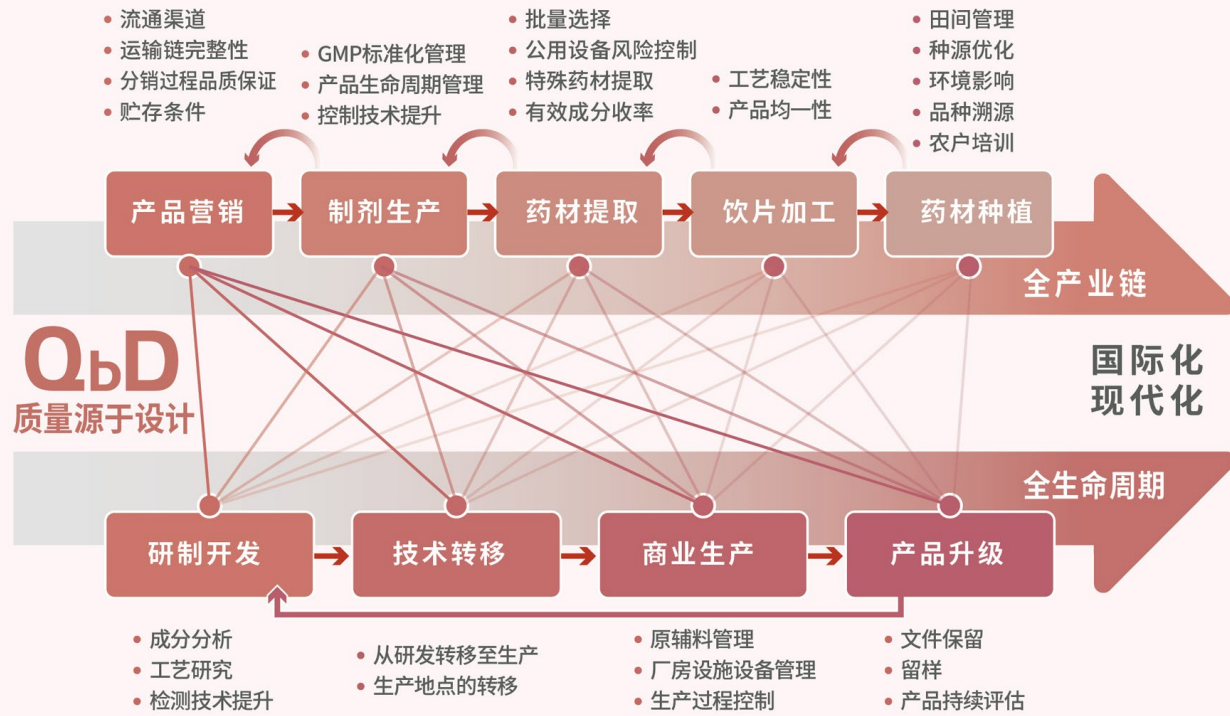 • 流通渠道
• 运输链完整性
• 分销过程品质保证
• 贮存条件
• GMP标准化管理
• 产品生命周期管理
• 控制技术提升
• 批量选择
• 公用设备风险控制
• 特殊药材提取
• 有效成分收率
• 工艺稳定性
• 产品均一性
• 田间管理
• 种源优化
• 环境影响
• 品种溯源
• 农户培训
产品营销
制剂生产
药材提取
饮片加工
药材种植
全产业链
QbD
质量源于设计
国际化
现代化
全生命周期
研制开发
技术转移
商业生产
产品升级
• 成分分析
• 工艺研究
• 检测技术提升
• 从研发转移至生产
• 生产地点的转移
• 原辅料管理
• 厂房设施设备管理
• 生产过程控制
• 文件保留
• 留样
• 产品持续评估